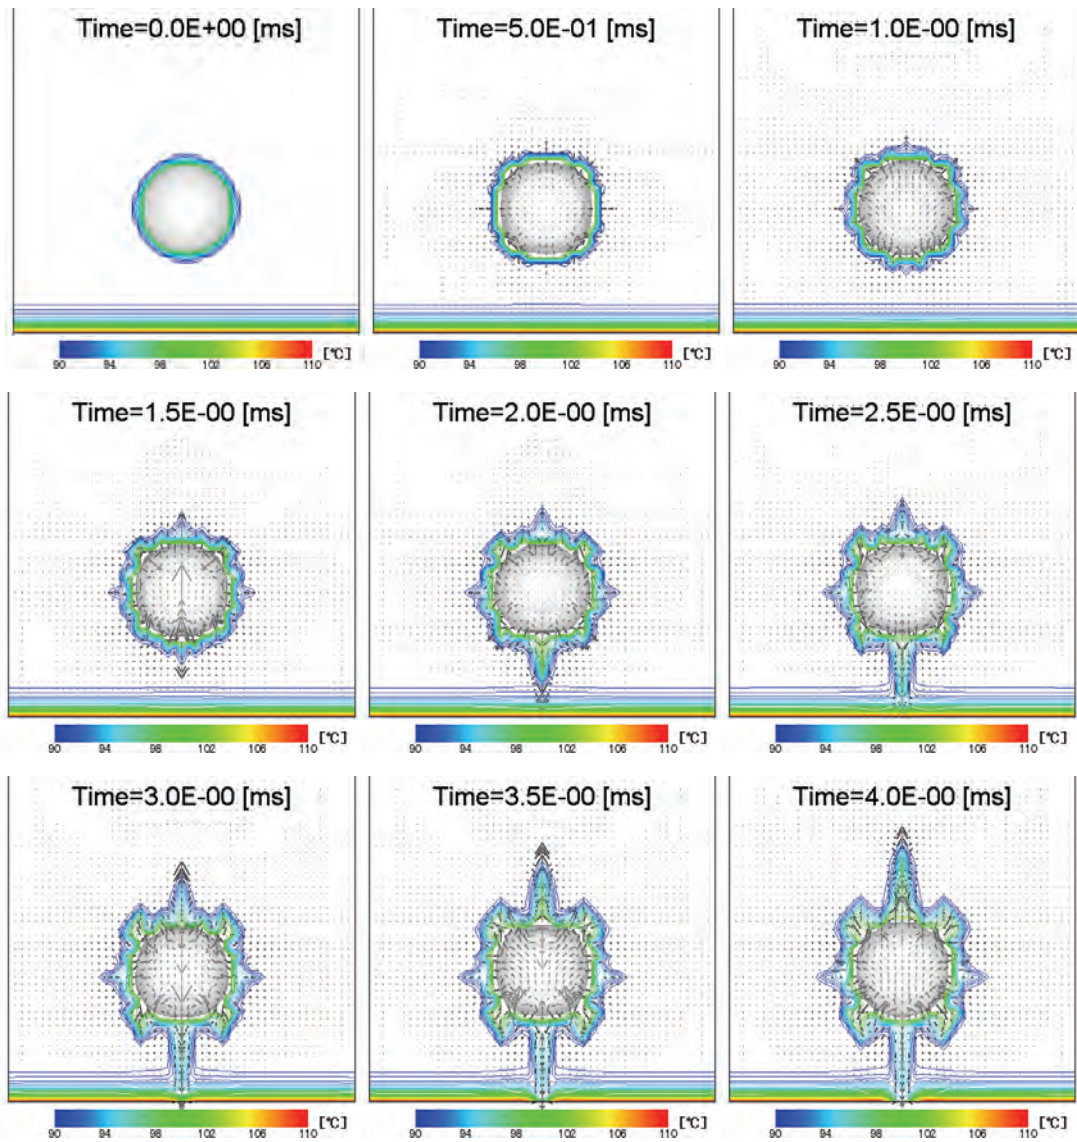 Time=0.0E+00 [ms] Time=5.0E-01 [ms] Time=1.0E-00 [ms]
90 94 98 102 106 110 [℃] 90 94 98 102 106 110 [℃] 90 94 98 102 106 110 [℃]
Time=1.5E-00 [ms] Time=2.0E-00 [ms] Time=2.5E-00 [ms]
90 94 98 102 106 110 [℃] 90 94 98 102 106 110 [℃] 90 94 98 102 106 110 [℃]
Time=3.0E-00 [ms] Time=3.5E-00 [ms] Time=4.0E-00 [ms]
90 94 98 102 106 110 [℃] 90 94 98 102 106 110 [℃] 90 94 98 102 106 110 [℃]